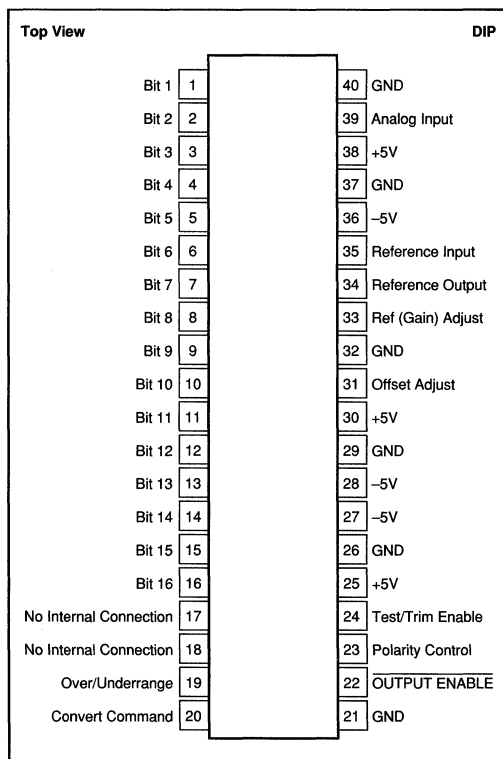 Top View DIP
Bit 1 1 40 GND
Bit 2 2 39 Analog Input
Bit 3 3 38 +5V
Bit 4 4 37 GND
Bit 5 5 36 –5V
Bit 6 6 35 Reference Input
Bit 7 7 34 Reference Output
Bit 8 8 33 Ref (Gain) Adjust
Bit 9 9 32 GND
Bit 10 10 31 Offset Adjust
Bit 11 11 30 +5V
Bit 12 12 29 GND
Bit 13 13 28 –5V
Bit 14 14 27 –5V
Bit 15 15 26 GND
Bit 16 16 25 +5V
No Internal Connection 17 24 Test/Trim Enable
No Internal Connection 18 23 Polarity Control
Over/Underrange 19 22 OUTPUT ENABLE
Convert Command 20 21 GND